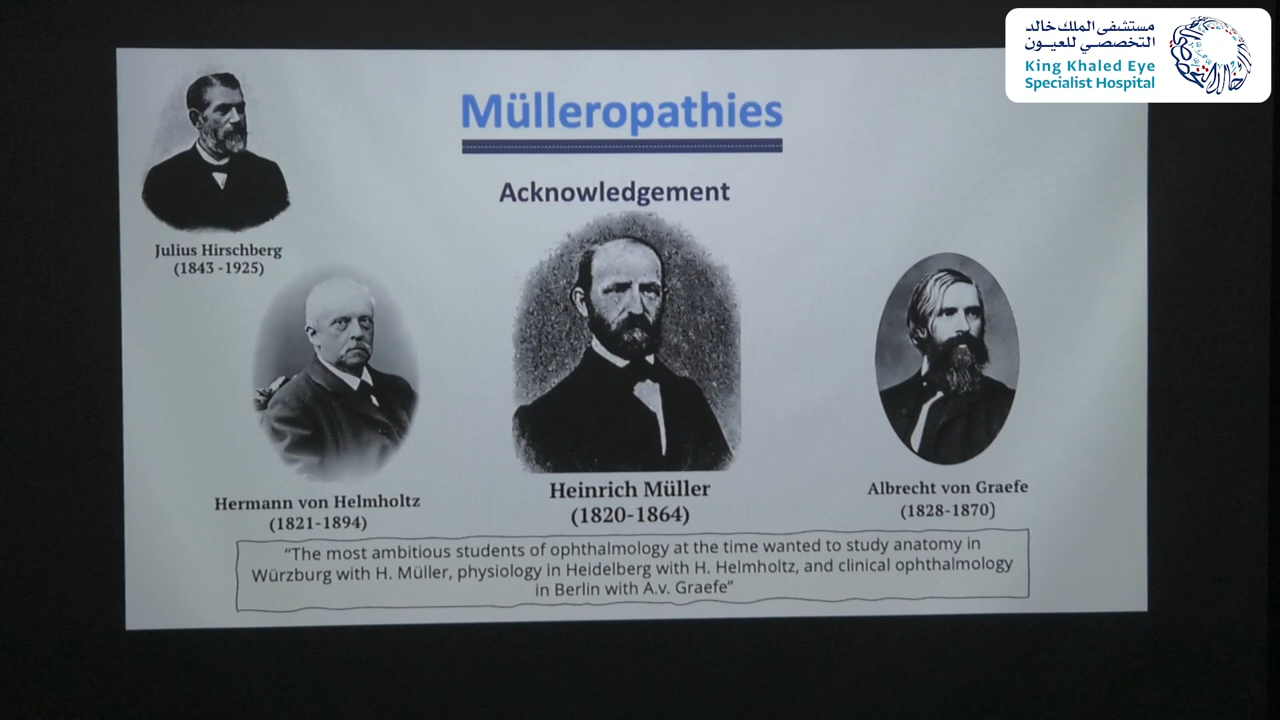 مستشفى الملك خالد
التخصصي للعيون
King Khaled Eye
Specialist Hospital
Mülleropathies
Acknowledgement
Julius Hirschberg
(1843 -1925)
Hermann von Helmholtz
(1821-1894)
Heinrich Müller
(1820-1864)
Albrecht von Graefe
(1828-1870)
“The most ambitious students of ophthalmology at the time wanted to study anatomy in
Würzburg with H. Müller, physiology in Heidelberg with H. Helmholtz, and clinical ophthalmology
in Berlin with A.v. Graefe”